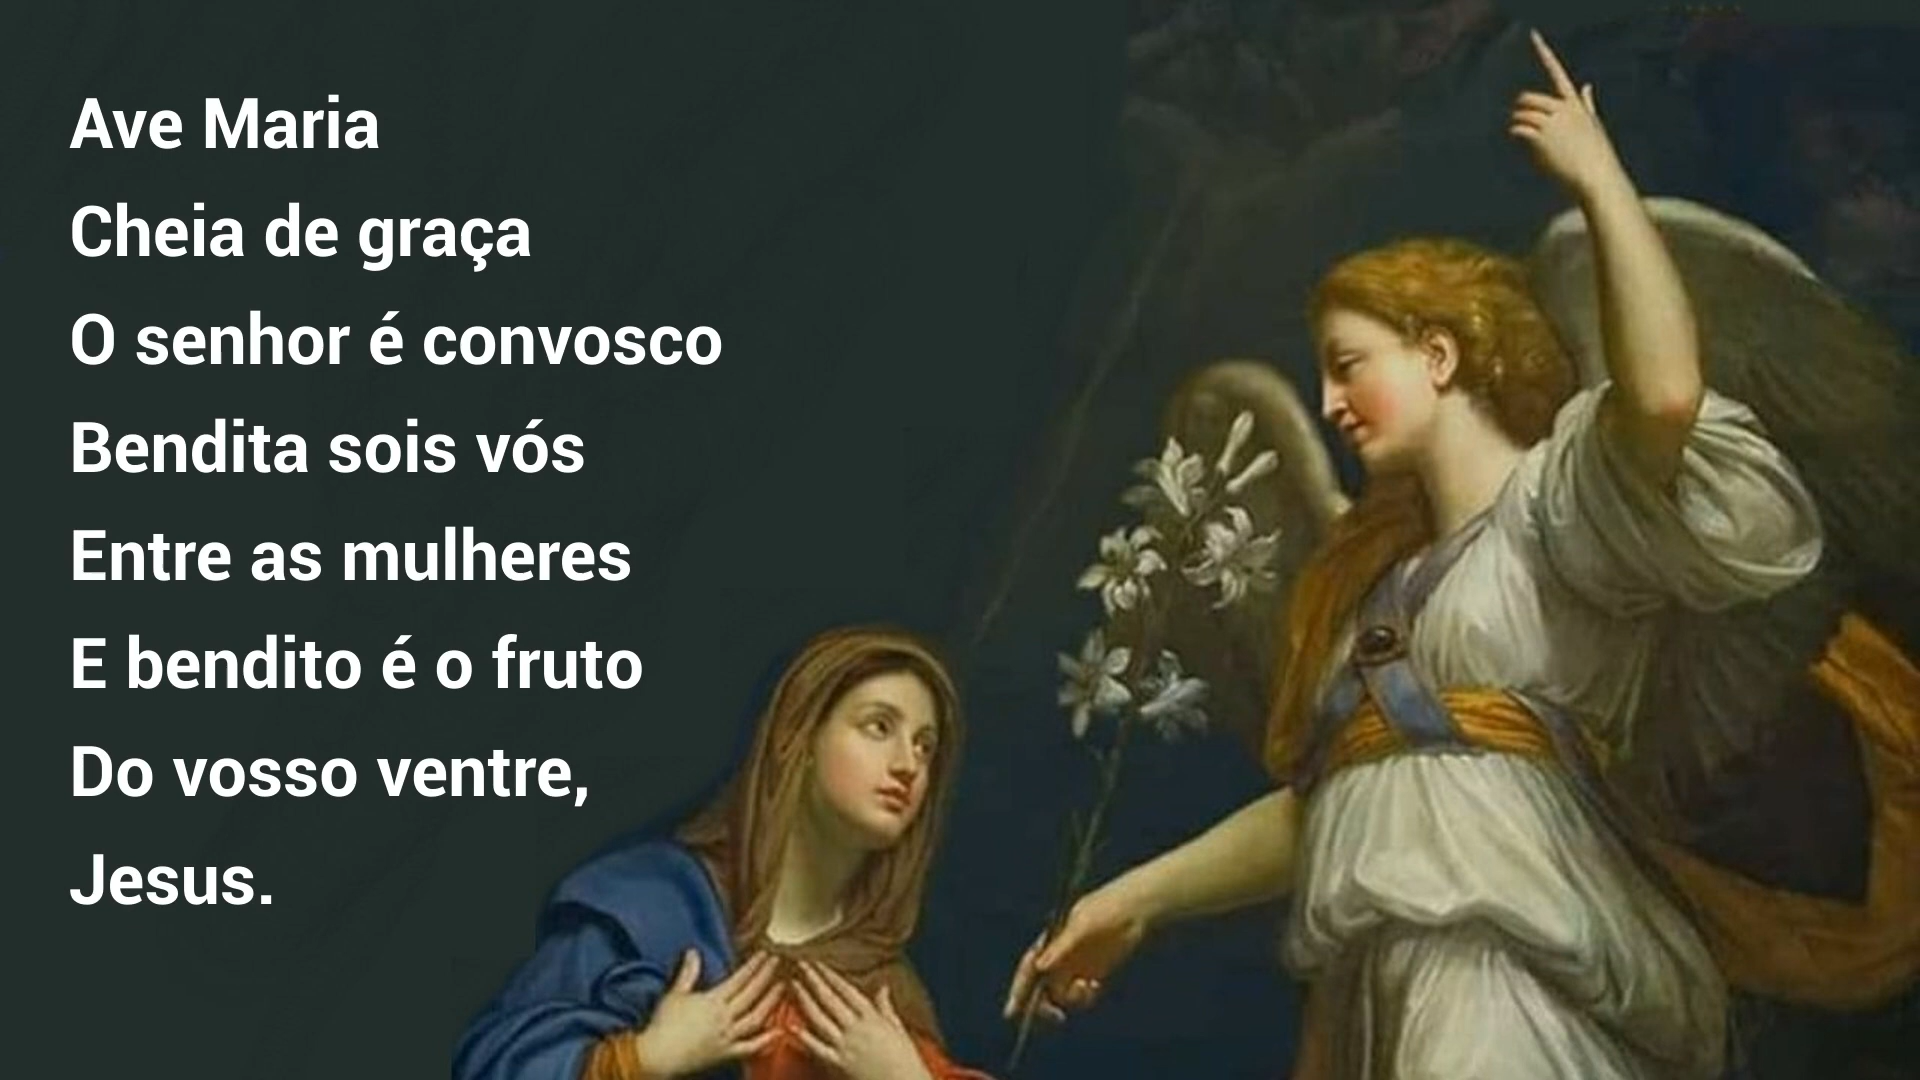 Ave Maria
Cheia de graça
O senhor é convosco
Bendita sois vós
Entre as mulheres
E bendito é o fruto
Do vosso ventre,
Jesus.